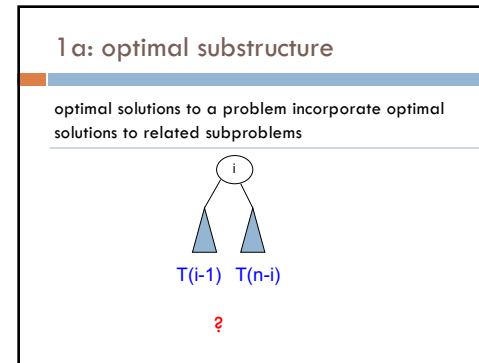 1a: optimal substructure
optimal solutions to a problem incorporate optimal
solutions to related subproblems
i
T(i-1) T(n-i)
?